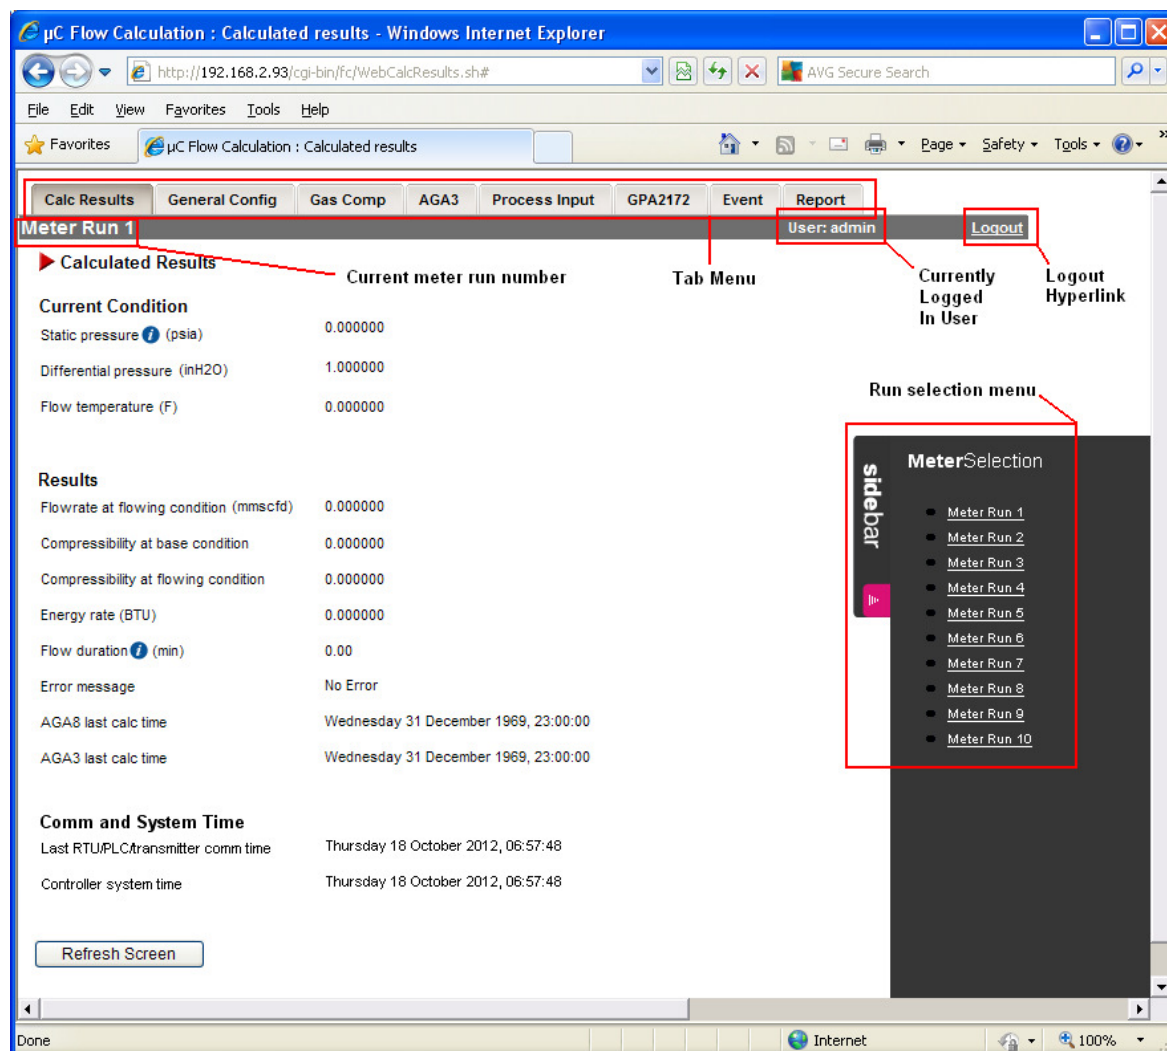 µC Flow Calculation : Calculated results - Windows Internet Explorer
http://192.168.2.93/cgi-bin/fc/WebCalcResults.sh#
AVG Secure Search
File Edit View Favorites Tools Help
Favorites
µC Flow Calculation : Calculated results
Page Safety Tools »
Calc Results General Config Gas Comp AGA3 Process Input GPA2172 Event Report
Meter Run 1 User: admin Logout
Calculated Results
Current meter run number
Tab Menu
Currently
Logged
In User
Logout
Hyperlink
Current Condition
Static pressure i (psia) 0.000000
Differential pressure (inH2O) 1.000000
Flow temperature (F) 0.000000
Run selection menu
sidebar
MeterSelection
Meter Run 1
Meter Run 2
Meter Run 3
Meter Run 4
Meter Run 5
Meter Run 6
Meter Run 7
Meter Run 8
Meter Run 9
Meter Run 10
Results
Flowrate at flowing condition (mmscfd) 0.000000
Compressibility at base condition 0.000000
Compressibility at flowing condition 0.000000
Energy rate (BTU) 0.000000
Flow duration i (min) 0.00
Error message No Error
AGA8 last calc time Wednesday 31 December 1969, 23:00:00
AGA3 last calc time Wednesday 31 December 1969, 23:00:00
Comm and System Time
Last RTU/PLC/transmitter comm time Thursday 18 October 2012, 06:57:48
Controller system time Thursday 18 October 2012, 06:57:48
Refresh Screen
Done Internet 100%